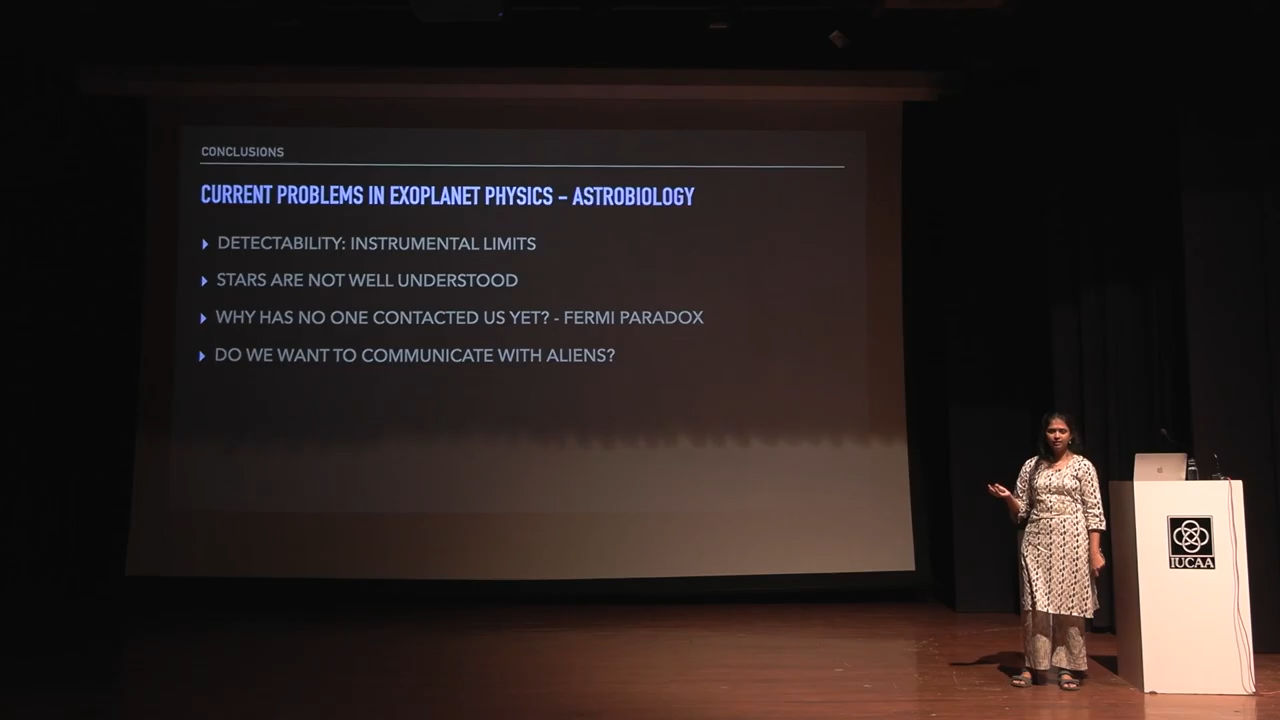 CONCLUSIONS
CURRENT PROBLEMS IN EXOPLANET PHYSICS – ASTROBIOLOGY
DETECTABILITY: INSTRUMENTAL LIMITS
STARS ARE NOT WELL UNDERSTOOD
WHY HAS NO ONE CONTACTED US YET? - FERMI PARADOX
DO WE WANT TO COMMUNICATE WITH ALIENS?
IUCAA